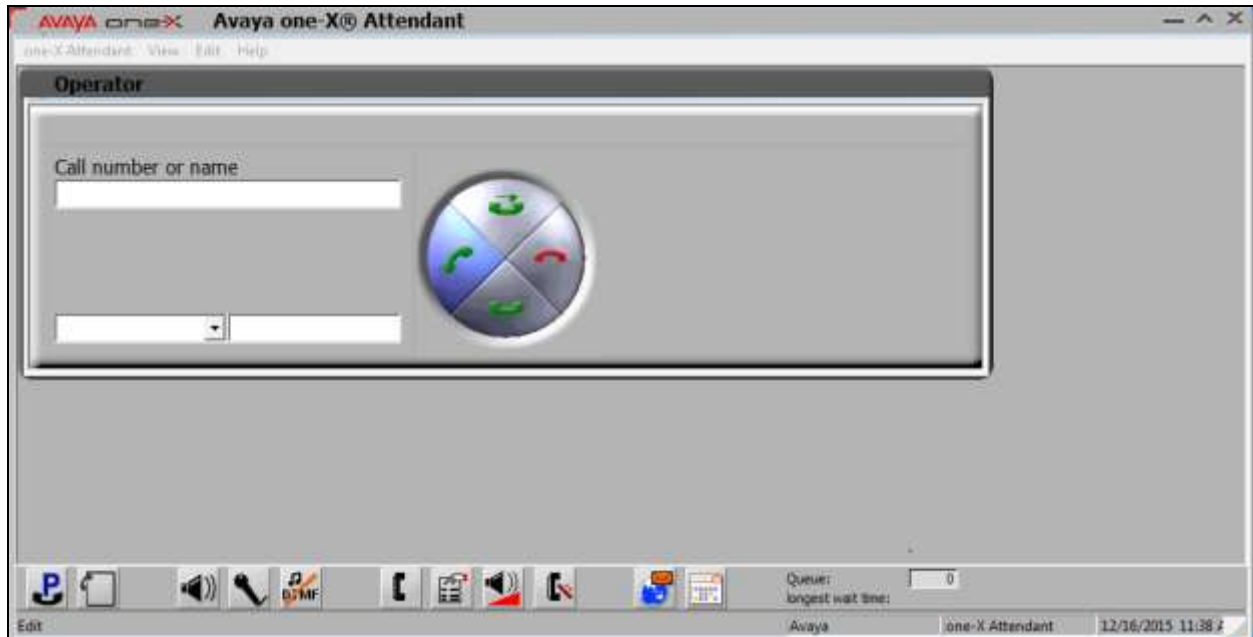 AVAYA one-X Avaya one-X® Attendant
one-X Attendant View Edit Help
Operator
Call number or name
P
DTMF
Queue: 0
longest wait time:
Edit Avaya one-X Attendant 12/16/2015 11:38 A